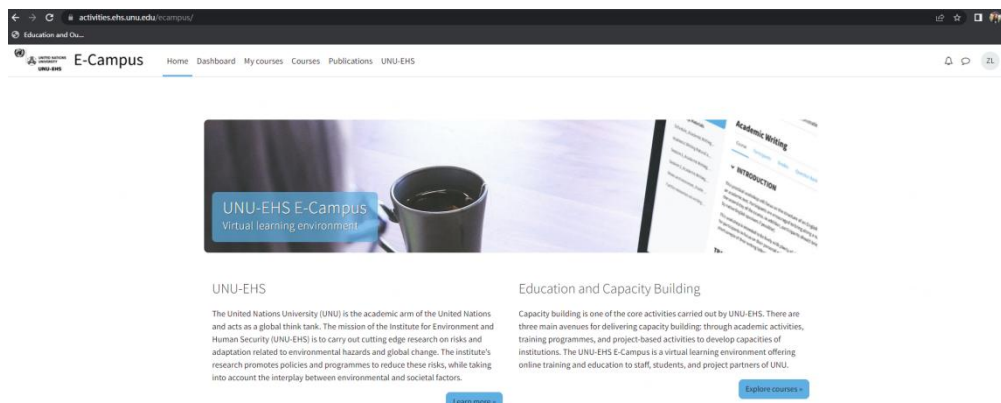 activities.ehs.unu.edu/ecampus/
Education and Ou...
UNITED NATIONS
UNIVERSITY
UNU-EHS
E-Campus
Home Dashboard My courses Courses Publications UNU-EHS
ZL
Academic Writing
INTRODUCTION
UNU-EHS E-Campus
Virtual learning environment
UNU-EHS
The United Nations University (UNU) is the academic arm of the United Nations
and acts as a global think tank. The mission of the Institute for Environment and
Human Security (UNU-EHS) is to carry out cutting edge research on risks and
adaptation related to environmental hazards and global change. The institute's
research promotes policies and programmes to reduce these risks, while taking
into account the interplay between environmental and societal factors.
Learn more »
Education and Capacity Building
Capacity building is one of the core activities carried out by UNU-EHS. There are
three main avenues for delivering capacity building: through academic activities,
training programmes, and project-based activities to develop capacities of
institutions. The UNU-EHS E-Campus is a virtual learning environment offering
online training and education to staff, students, and project partners of UNU.
Explore courses »